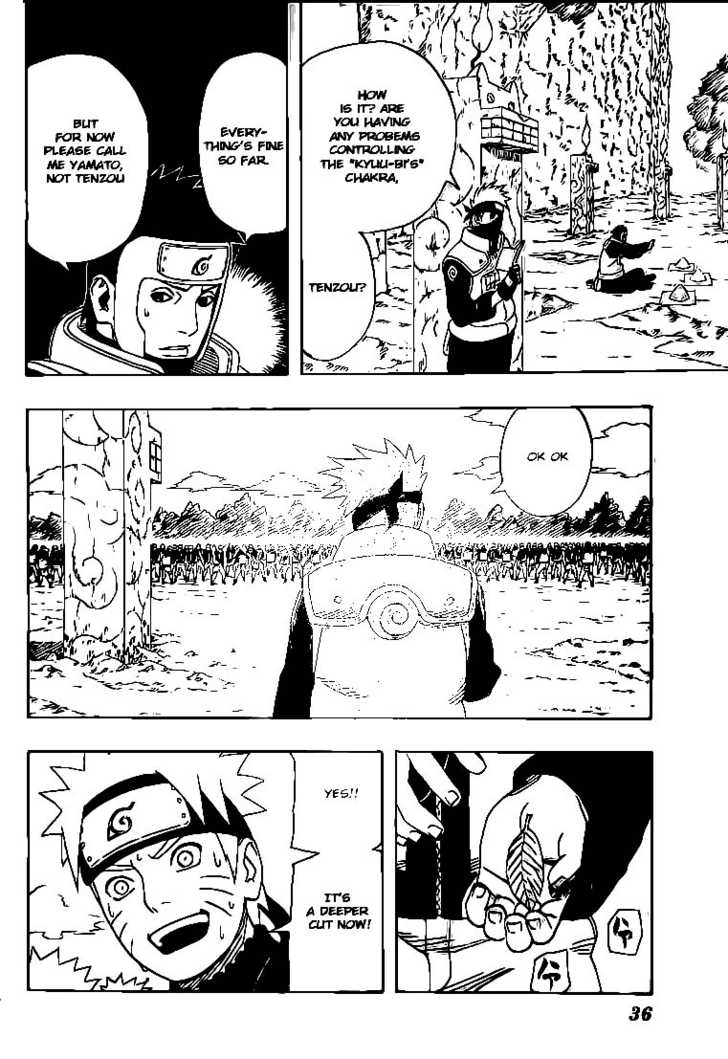 HOW
IS IT? ARE
YOU HAVING
ANY PROBEMS
CONTROLLING
THE "KYUU-BI'S"
CHAKRA,
TENZOU?
EVERY-
THING'S FINE
SO FAR.
BUT
FOR NOW
PLEASE CALL
ME YAMATO,
NOT TENZOU
OK OK
YES!!
IT'S
A DEEPER
CUT NOW!
36